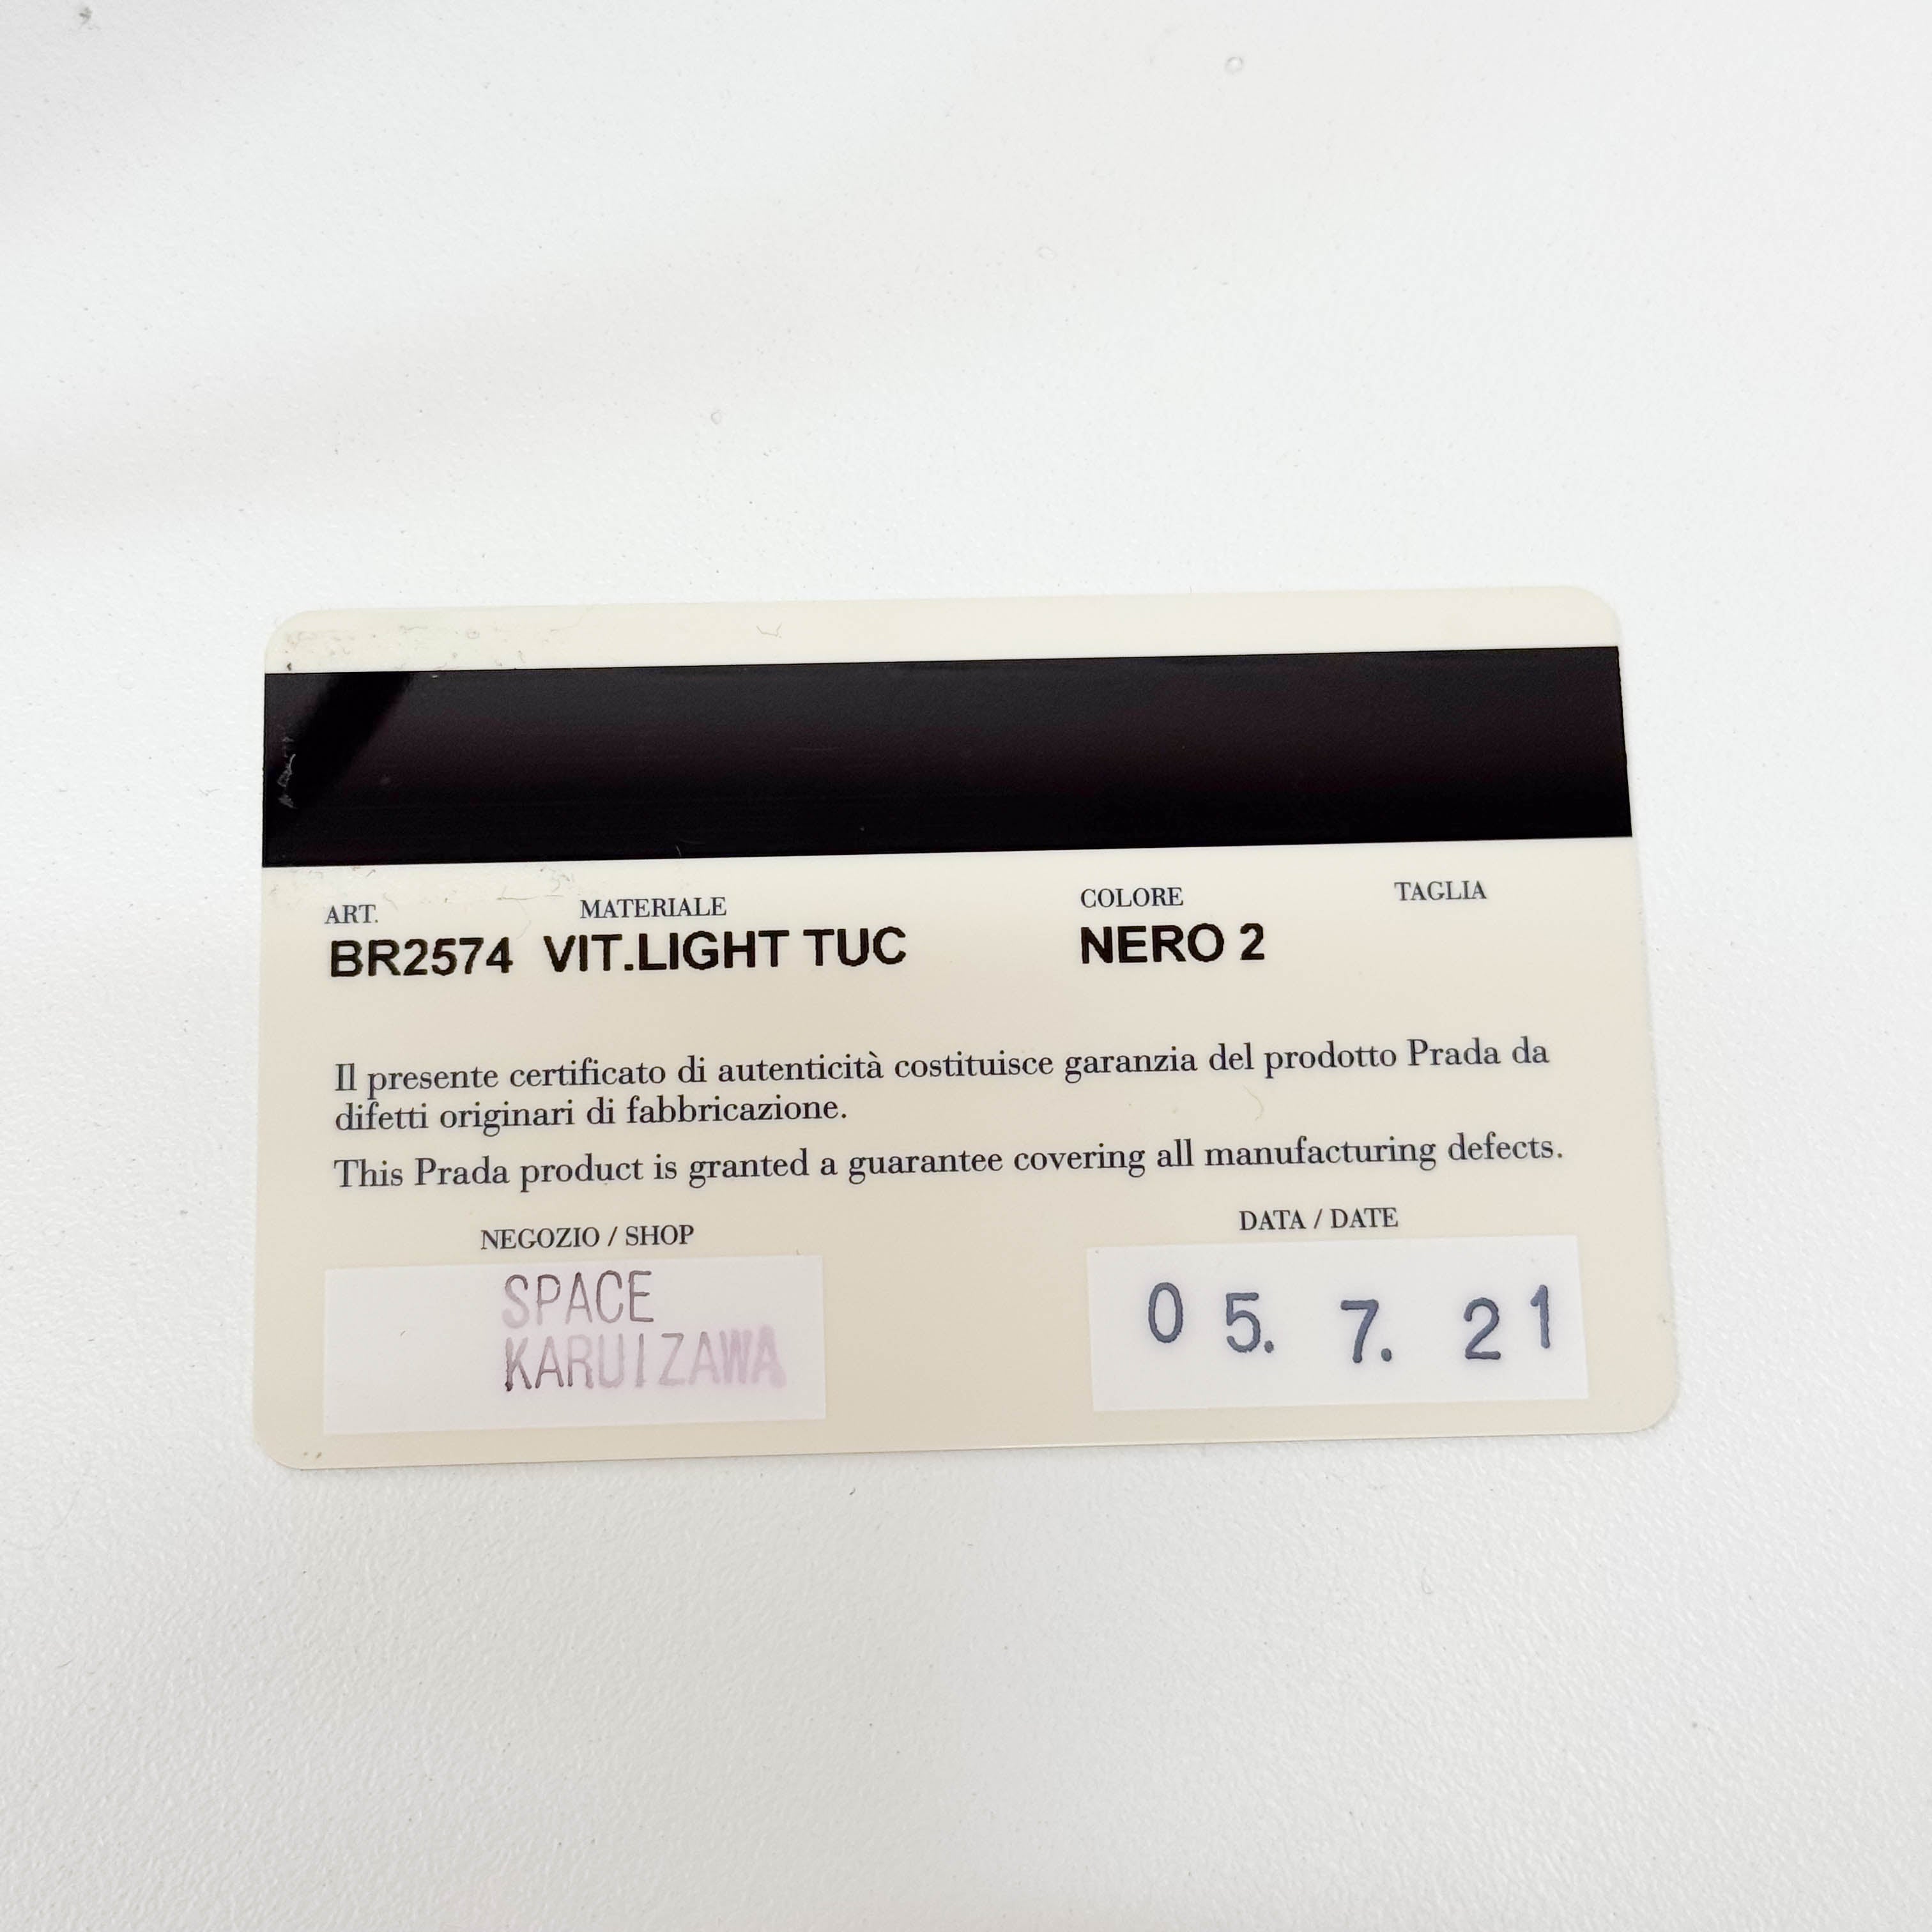 ART. MATERIALE COLORE TAGLIA
BR2574 VIT.LIGHT TUC NERO 2
Il presente certificato di autenticità costituisce garanzia del prodotto Prada da
difetti originari di fabbricazione.
This Prada product is granted a guarantee covering all manufacturing defects.
NEGOZIO / SHOP
SPACE
KARUIZAWA
DATA / DATE
05. 7. 21